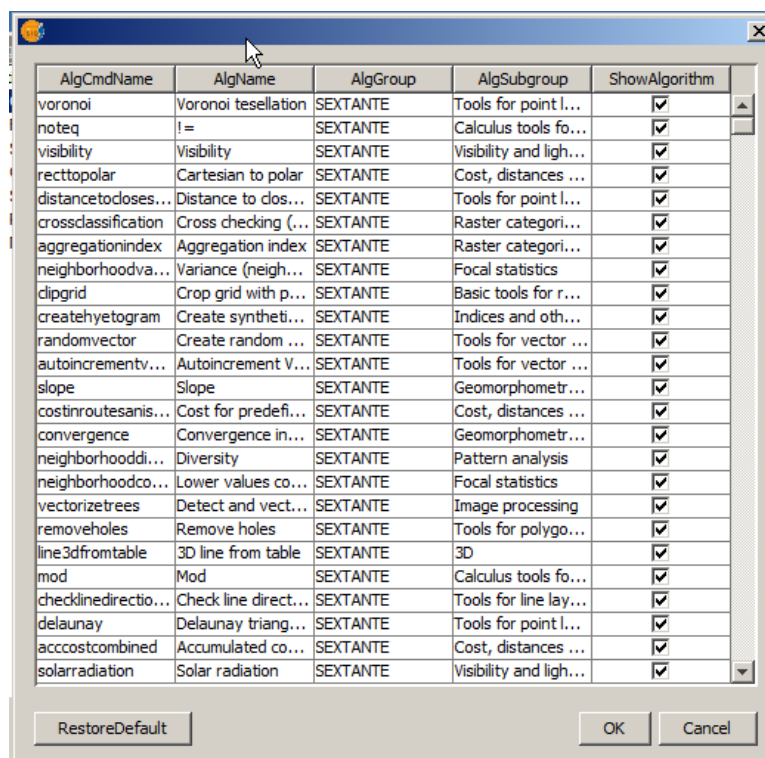 AlgCmdName AlgName AlgGroup AlgSubgroup ShowAlgorithm
voronoi Voronoi tesellation SEXTANTE Tools for point l...
noteq != SEXTANTE Calculus tools fo...
visibility Visibility SEXTANTE Visibility and ligh...
recttopolar Cartesian to polar SEXTANTE Cost, distances ...
distancetocloses... Distance to clos... SEXTANTE Tools for point l...
crossclassification Cross checking (... SEXTANTE Raster categori...
aggregationindex Aggregation index SEXTANTE Raster categori...
neighborhoodva... Variance (neigh... SEXTANTE Focal statistics
clipgrid Crop grid with p... SEXTANTE Basic tools for r...
createhyetogram Create syntheti... SEXTANTE Indices and oth...
randomvector Create random ... SEXTANTE Tools for vector ...
autoincrementv... Autoincrement V... SEXTANTE Tools for vector ...
slope Slope SEXTANTE Geomorphometr...
costinroutesanis... Cost for predefi... SEXTANTE Cost, distances ...
convergence Convergence in... SEXTANTE Geomorphometr...
neighborhooddi... Diversity SEXTANTE Pattern analysis
neighborhoodco... Lower values co... SEXTANTE Focal statistics
vectorizetrees Detect and vect... SEXTANTE Image processing
removeholes Remove holes SEXTANTE Tools for polygo...
line3dfromtable 3D line from table SEXTANTE 3D
mod Mod SEXTANTE Calculus tools fo...
checklinedirectio... Check line direct... SEXTANTE Tools for line lay...
delaunay Delaunay triang... SEXTANTE Tools for point l...
acccostcombined Accumulated co... SEXTANTE Cost, distances ...
solarradiation Solar radiation SEXTANTE Visibility and ligh...
RestoreDefault OK Cancel